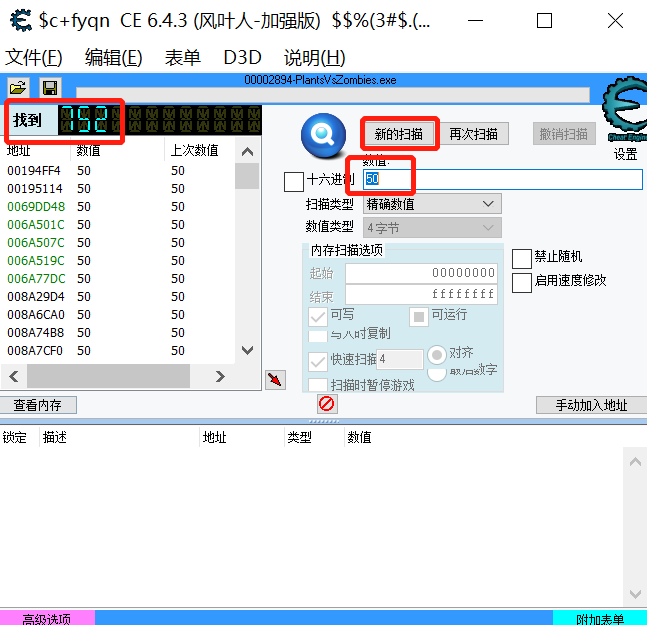 $c+fyqn CE 6.4.3 (风叶人-加强版) $$%(3#$.(...
文件(F) 编辑(E) 表单 D3D 说明(H)
00002894-PlantsVsZombies.exe
找到 192
新的扫描 再次扫描 撤销扫描
Cheat Engine
设置
地址 数值 上次数值
00194FF4 50 50
00195114 50 50
0069DD48 50 50
006A501C 50 50
006A507C 50 50
006A519C 50 50
006A77DC 50 50
008A29D4 50 50
008A6CA0 50 50
008A74B8 50 50
008A7CF0 50 50
数值:
十六进制 50
扫描类型 精确数值
数值类型 4字节
内存扫描选项
起始 00000000
结束 ffffffff
可写 可运行
写入时复制
快速扫描 4 对齐
最后数字
扫描时暂停游戏
禁止随机
启用速度修改
查看内存 手动加入地址
锁定 描述 地址 类型 数值
高级选项 附加表单